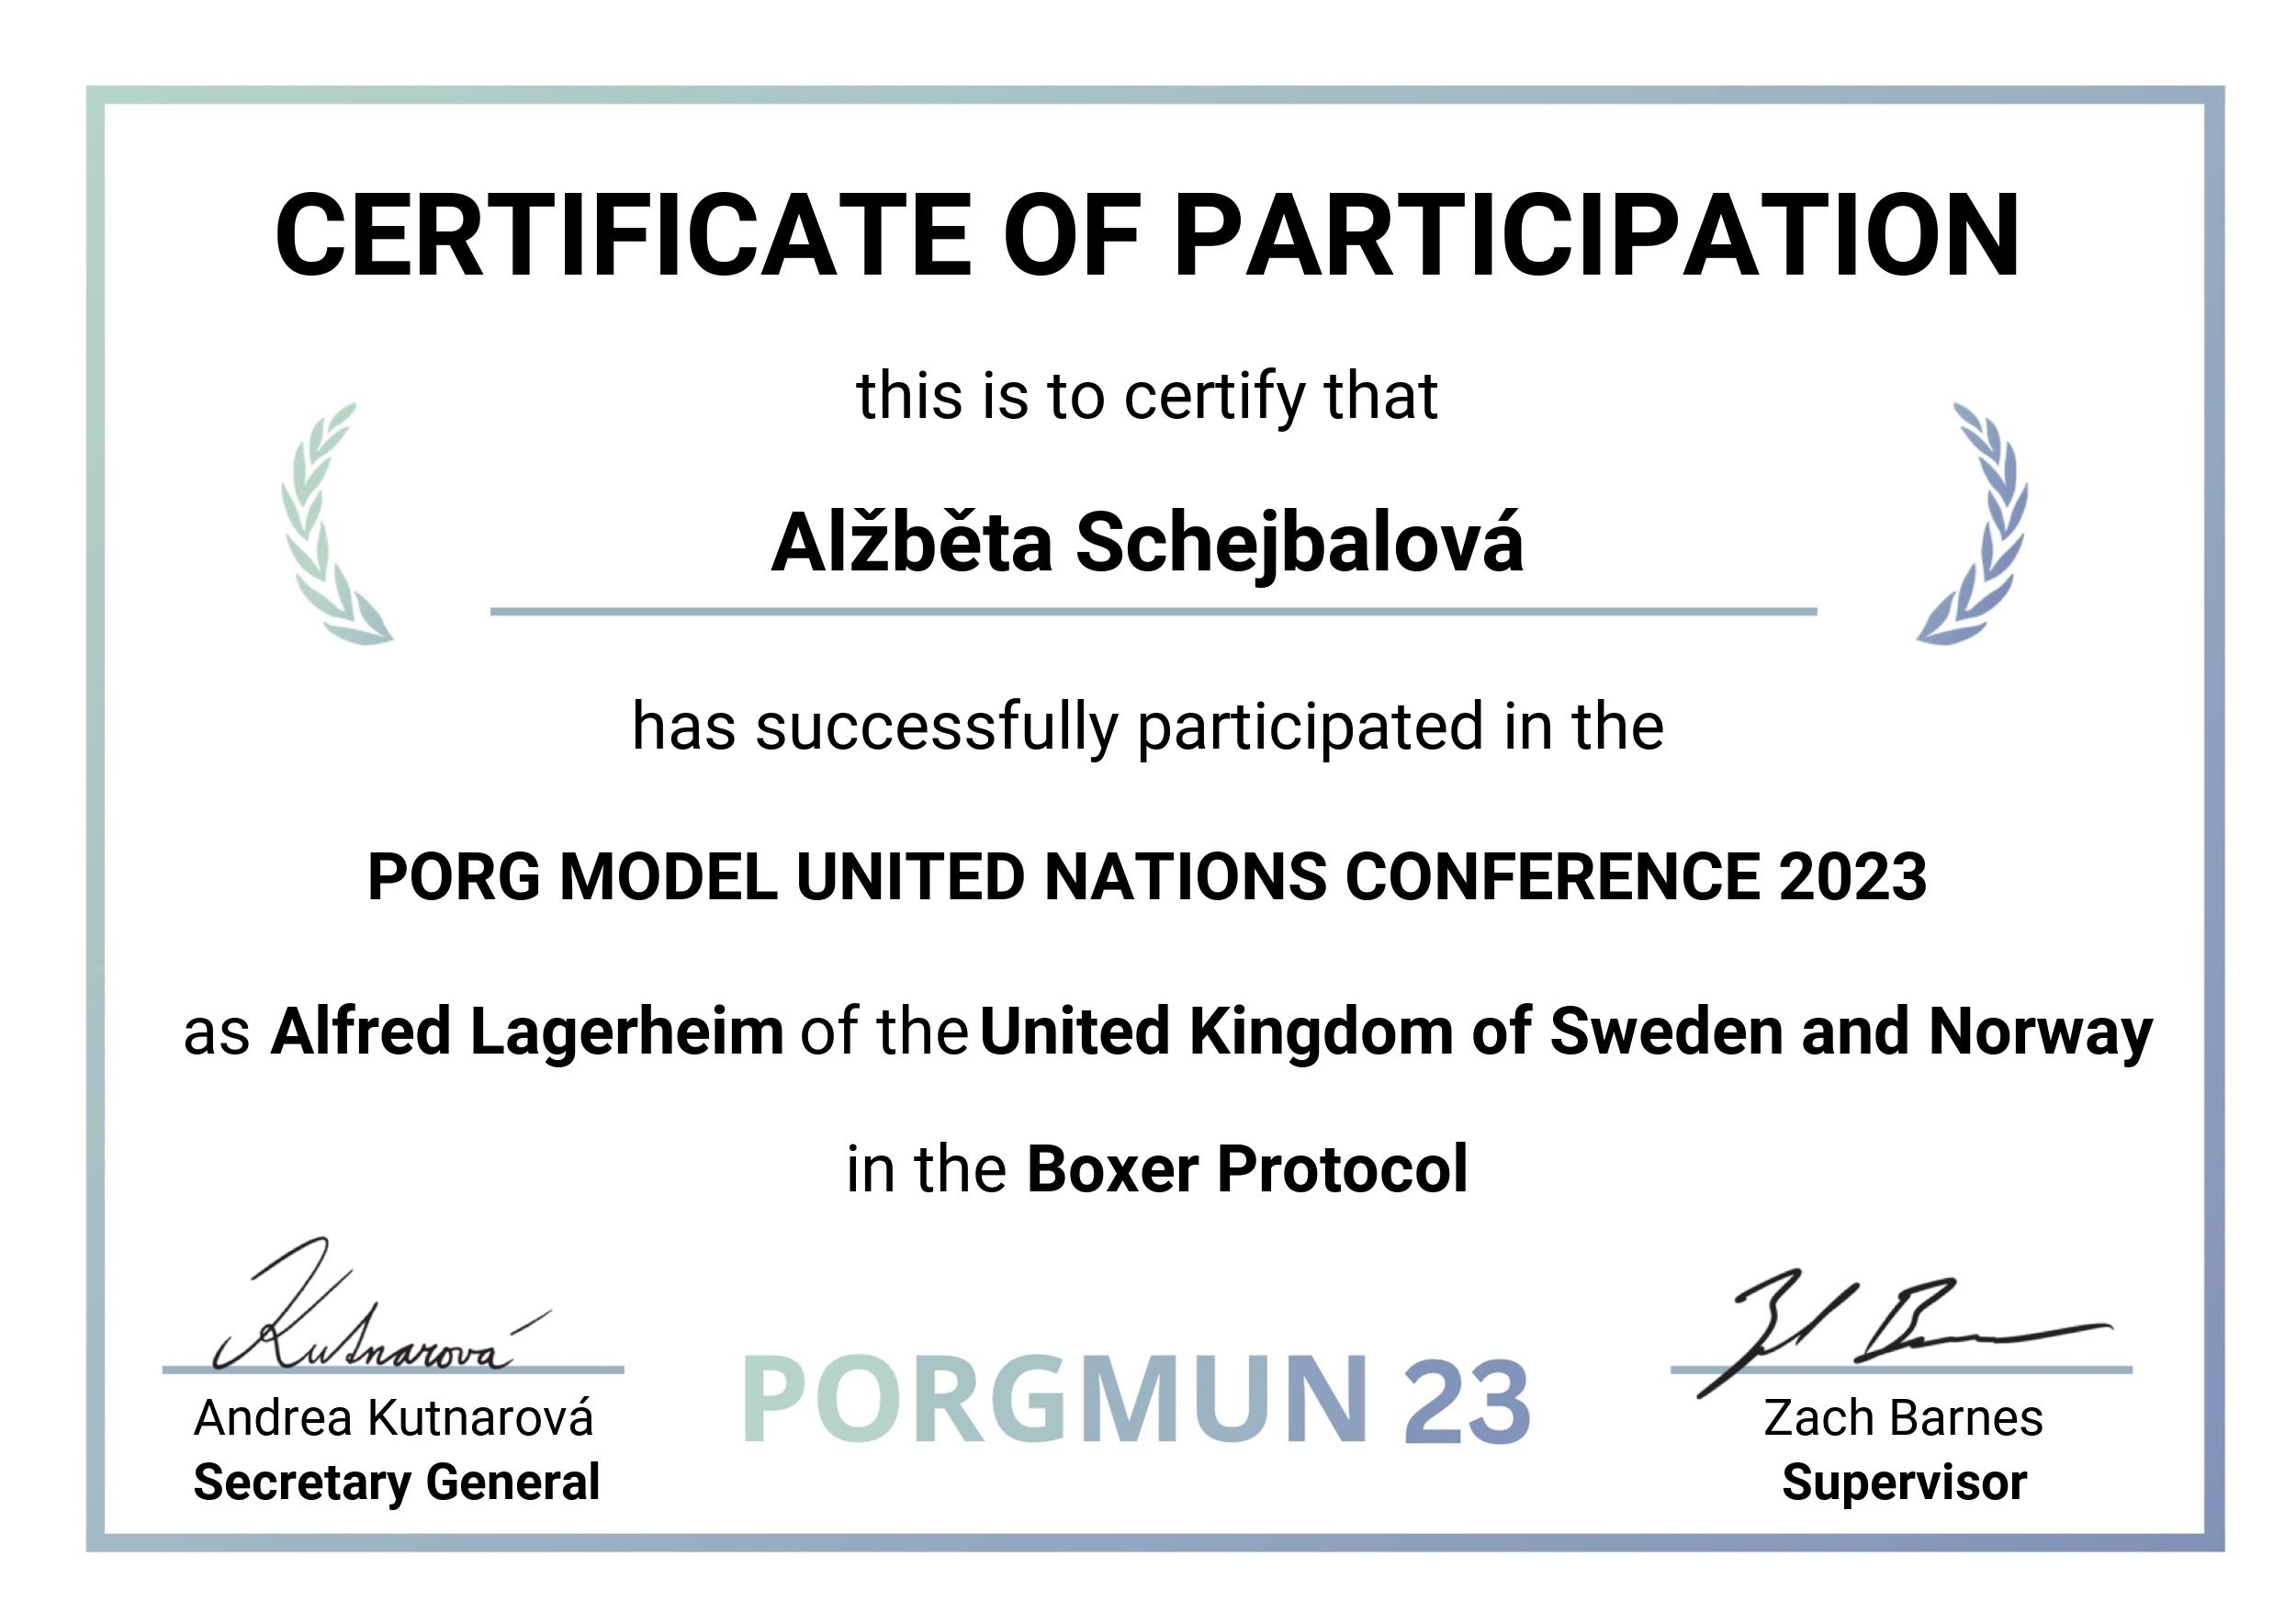 CERTIFICATE OF PARTICIPATION
this is to certify that
Alžběta Schejbalová
has successfully participated in the
PORG MODEL UNITED NATIONS CONFERENCE 2023
as Alfred Lagerheim of the United Kingdom of Sweden and Norway
in the Boxer Protocol
Kutnarová
Andrea Kutnarová
Secretary General
PORGMUN 23
Zach Barnes
Supervisor